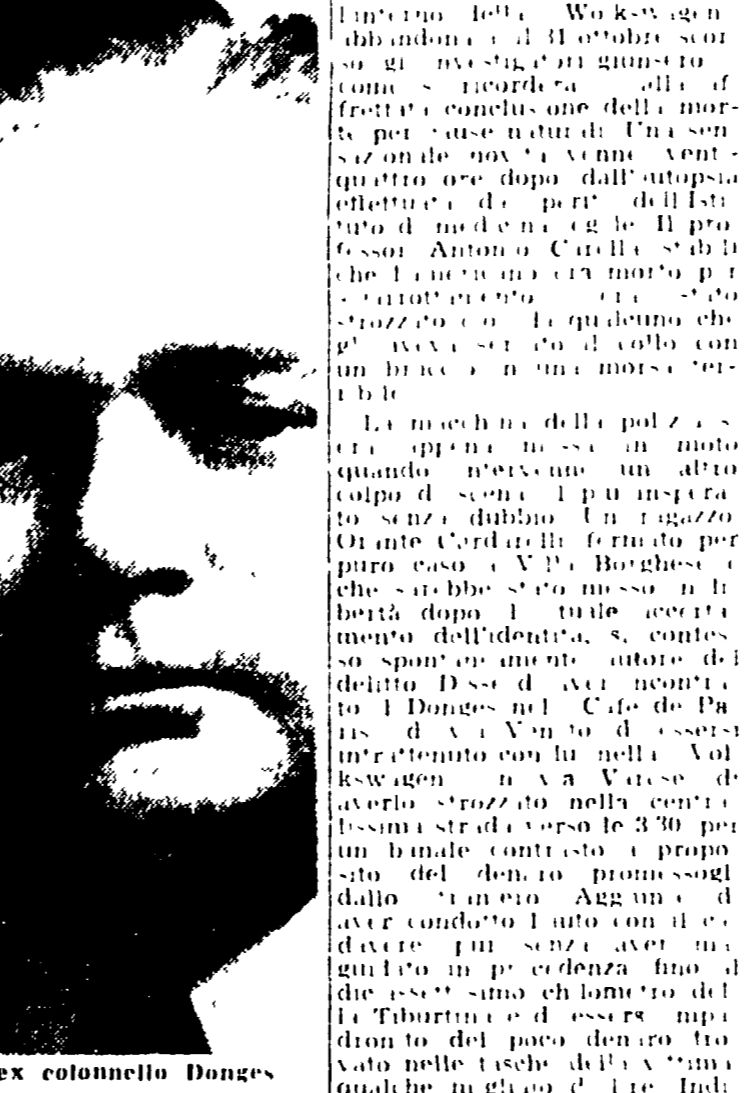 ex colonnello Donges
abbandonata il 31 ottobre scor
so gli investigatori giunsero
come si ricorderà alla af
frettata conclusione della mor-
te per cause naturali Una sen
sazionale novità venne venti-
quattro ore dopo dall'autopsia
effettuata dai periti dell'Isti
tuto di medicina legale Il pro
fessor Antonio Carella stabilì
che l'americano era morto per
era stato
strozzato cioè da qualcuno che
gli aveva serrato il collo con
un braccio in una morsa ter-
ribile
La macchina della polizia s
era appena messa in moto
quando intervenne un altro
colpo di scena Il più inspera
to senza dubbio Un ragazzo
Orante Cardarelli fermato per
puro caso a Villa Borghese e
che sarebbe stato messo in li
bertà dopo l tuale accerta
mento dell'identità, si confes
sò spontaneamente autore del
delitto Disse di aver incontra
to il Donges nel Cafe de Pa
ris di via Veneto di essersi
intrattenuto con lui nella Vol
kswagen in via Varese di
averlo strozzato nella centra
lissima strada verso le 3.30 per
un banale contrasto a propo
sito del denaro promessogli
dallo straniero Aggiunse di
aver condotto l'auto con il ca
davere pur senza aver mai
guidato in precedenza fino al
diciassettesimo chilometro del
la Tiburtina e di essersi impa
dronito del poco denaro tro
vato nelle tasche della vittima
qualche migliaio di lire Indi